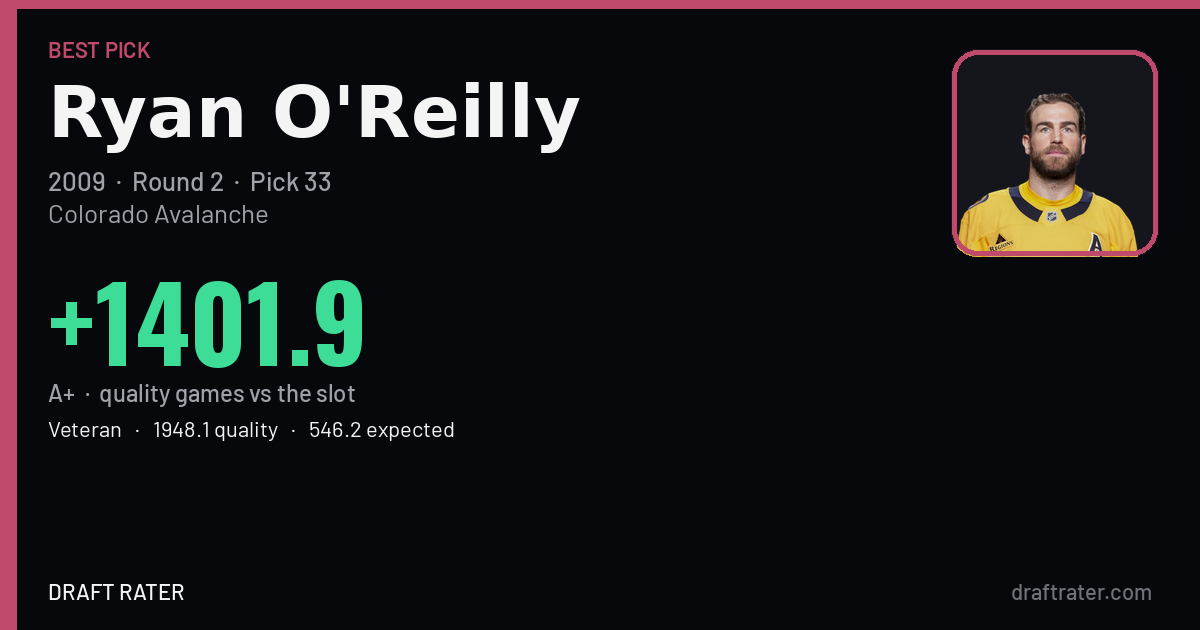 BEST PICK
Ryan O'Reilly
2009 · Round 2 · Pick 33
Colorado Avalanche
+1401.9
A+ · quality games vs the slot
Veteran · 1948.1 quality · 546.2 expected
REGIONS
A
DRAFT RATER
draftrater.com